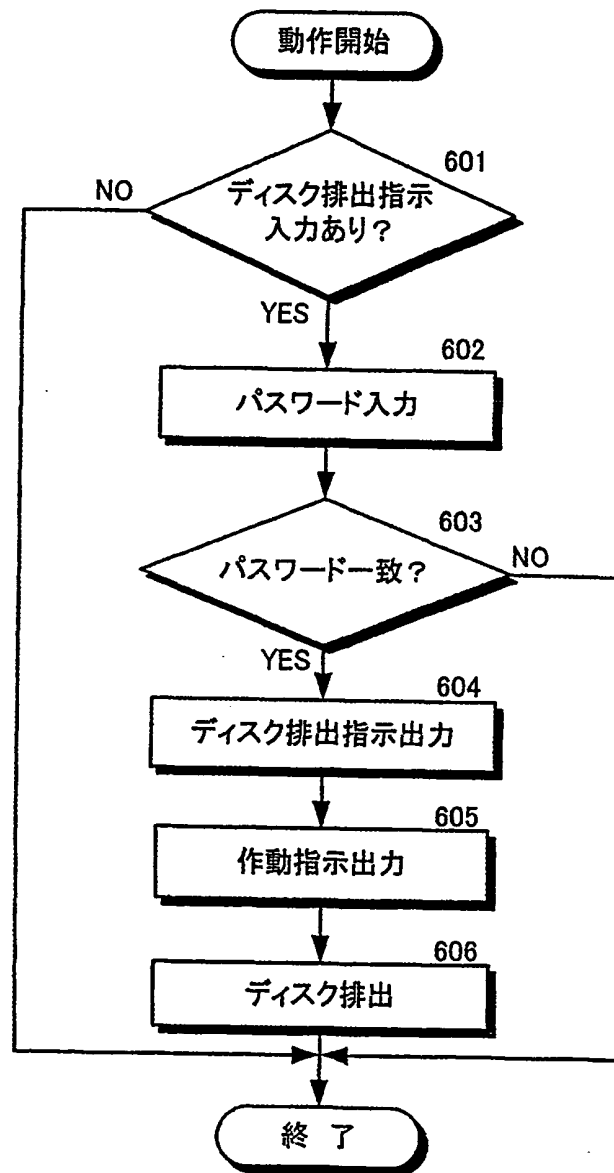 動作開始
601
NO
ディスク排出指示
入力あり?
YES
602
パスワード入力
603
パスワード一致?
NO
YES
604
ディスク排出指示出力
605
作動指示出力
606
ディスク排出
終 了